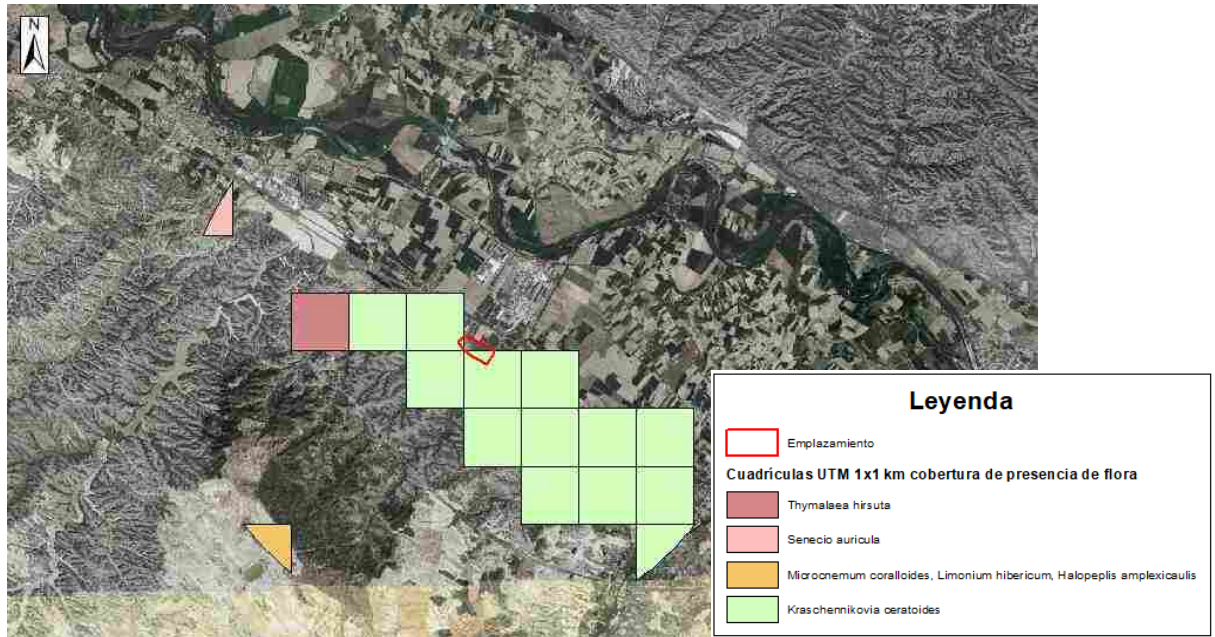 N
Leyenda
Emplazamiento
Cuadrículas UTM 1x1 km cobertura de presencia de flora
Thymalaea hirsuta
Senecio auricula
Microcnemum coralloides, Limonium hibericum, Halopeplis amplexicaulis
Kraschennikovia ceratoides